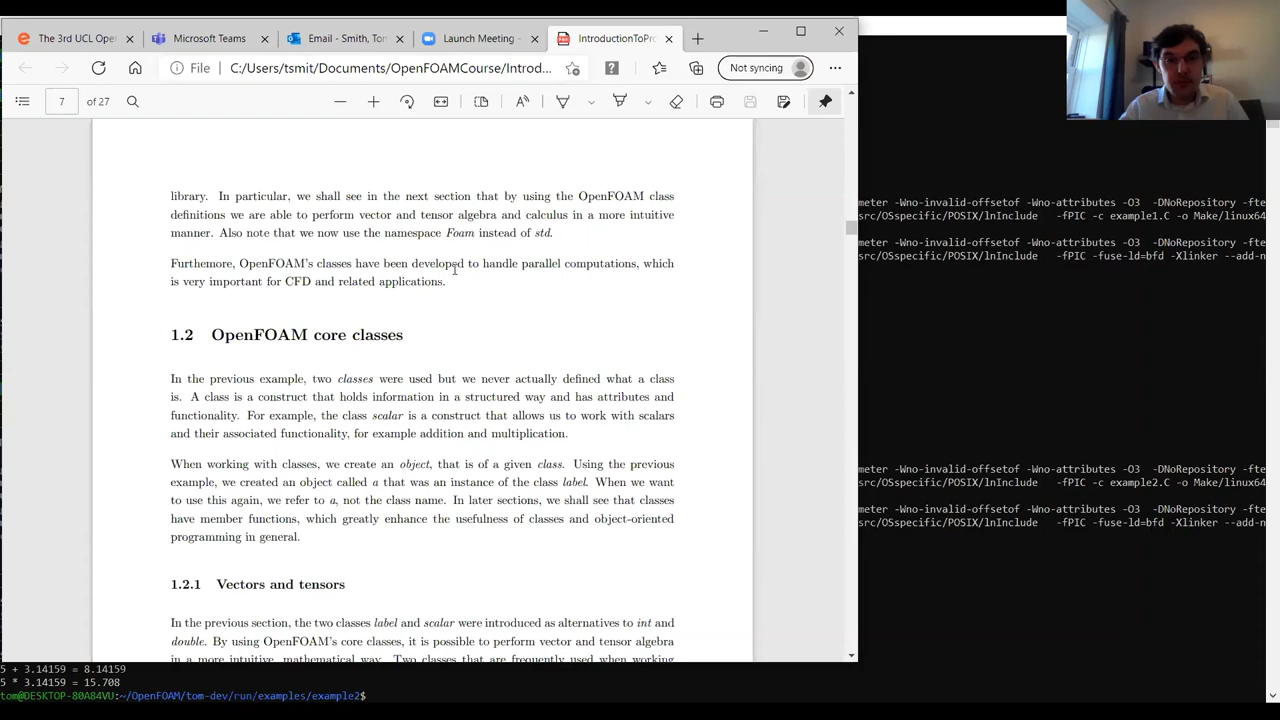 The 3rd UCL Ope
Microsoft Teams
Email - Smith, Tor
Launch Meeting -
IntroductionToPro
File
C:/Users/tsmit/Documents/OpenFOAMCourse/Introd...
Not syncing
7 of 27
library. In particular, we shall see in the next section that by using the OpenFOAM class
definitions we are able to perform vector and tensor algebra and calculus in a more intuitive
manner. Also note that we now use the namespace Foam instead of std.
Furthemore, OpenFOAM's classes have been developed to handle parallel computations, which
is very important for CFD and related applications.
1.2 OpenFOAM core classes
In the previous example, two classes were used but we never actually defined what a class
is. A class is a construct that holds information in a structured way and has attributes and
functionality. For example, the class scalar is a construct that allows us to work with scalars
and their associated functionality, for example addition and multiplication.
When working with classes, we create an object, that is of a given class. Using the previous
example, we created an object called a that was an instance of the class label. When we want
to use this again, we refer to a, not the class name. In later sections, we shall see that classes
have member functions, which greatly enhance the usefulness of classes and object-oriented
programming in general.
1.2.1 Vectors and tensors
In the previous section, the two classes label and scalar were introduced as alternatives to int and
double. By using OpenFOAM's core classes, it is possible to perform vector and tensor algebra
in a more intuitive, mathematical way. Two classes that are frequently used when working
meter -Wno-invalid-offsetof -Wno-attributes -O3 -DNoRepository -fte
src/OSspecific/POSIX/lnInclude -fPIC -c example1.C -o Make/linux64
meter -Wno-invalid-offsetof -Wno-attributes -O3 -DNoRepository -fte
src/OSspecific/POSIX/lnInclude -fPIC -fuse-ld=bfd -Xlinker --add-n
meter -Wno-invalid-offsetof -Wno-attributes -O3 -DNoRepository -fte
src/OSspecific/POSIX/lnInclude -fPIC -c example2.C -o Make/linux64
meter -Wno-invalid-offsetof -Wno-attributes -O3 -DNoRepository -fte
src/OSspecific/POSIX/lnInclude -fPIC -fuse-ld=bfd -Xlinker --add-n
5 + 3.14159 = 8.14159
5 * 3.14159 = 15.708
tom@DESKTOP-80A84VU:~/OpenFOAM/tom-dev/run/examples/example2$